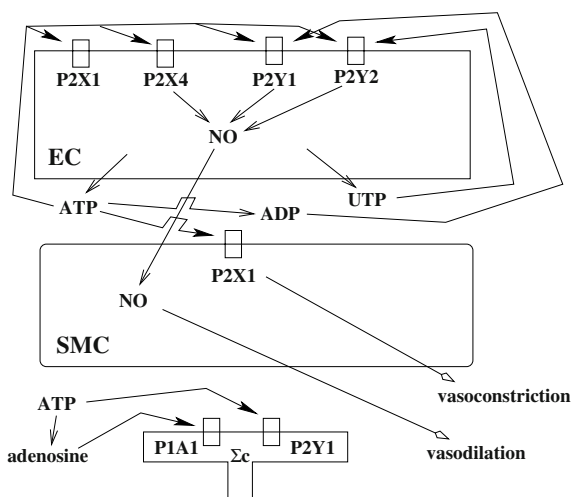 P2X1 P2X4 P2Y1 P2Y2
NO
EC
ATP ADP UTP
P2X1
NO
SMC
vasoconstriction
ATP
P1A1 Σc P2Y1
adenosine
vasodilation